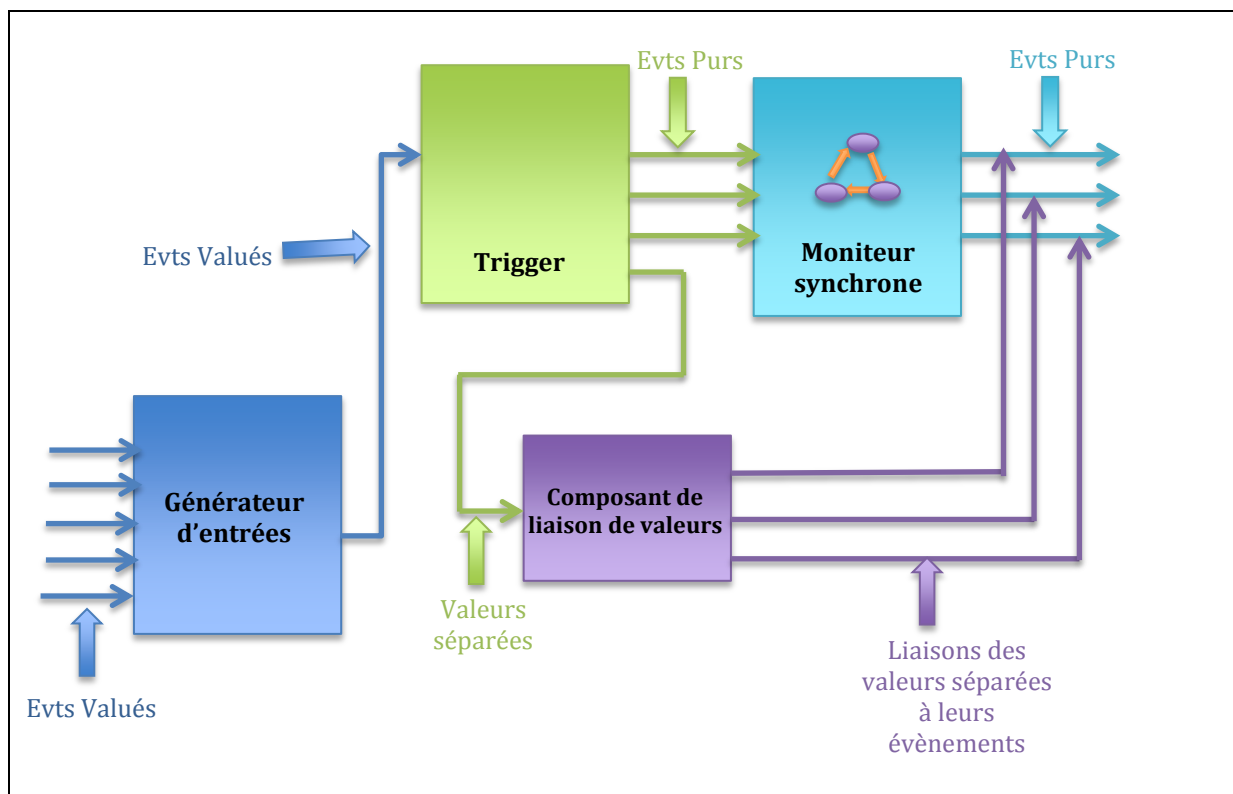 Evts Purs
Evts Purs
Evts Valués
Trigger
Moniteur
synchrone
Générateur
d'entrées
Composant de
liaison de valeurs
Valeurs
séparées
Evts Valués
Liaisons des
valeurs séparées
à leurs
évènements